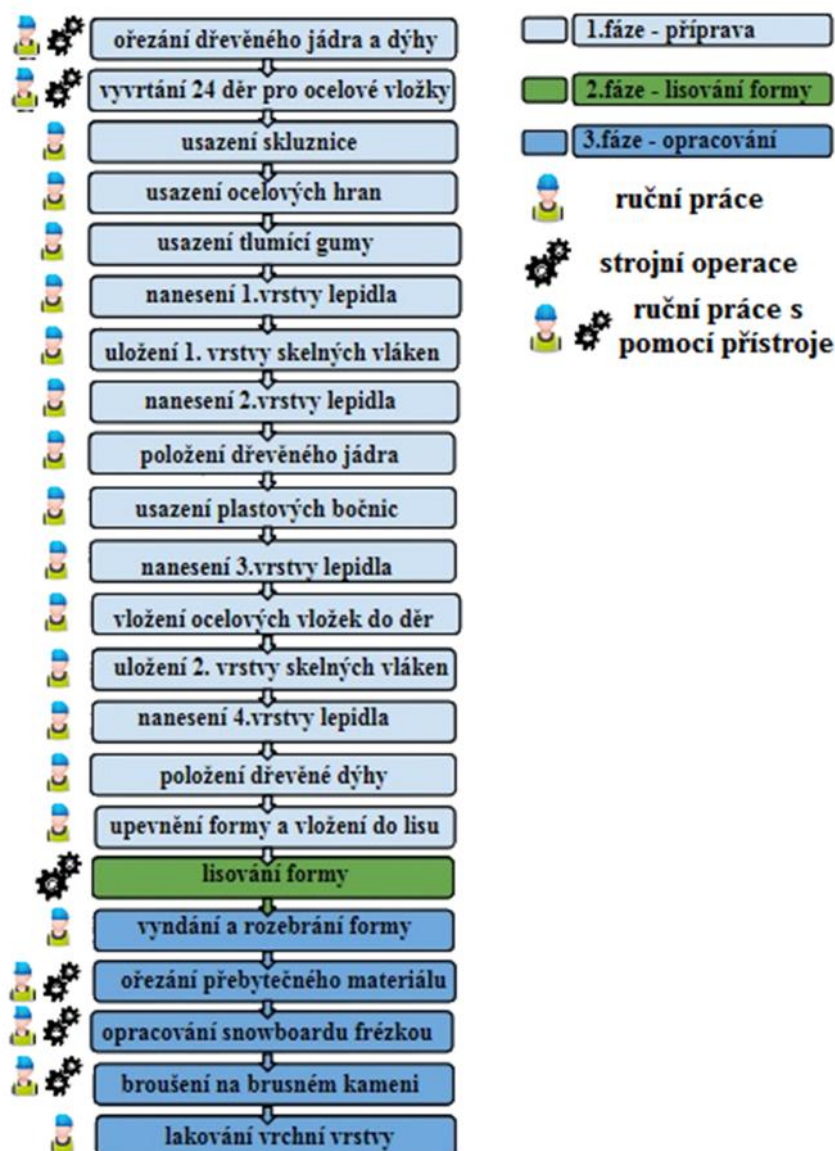 ořezání dřevěného jádra a dýhy
vyvrtání 24 děr pro ocelové vložky
usazení skluznice
usazení ocelových hran
usazení tlumící gumy
nanesení 1.vrstvy lepidla
uložení 1. vrstvy skelných vláken
nanesení 2.vrstvy lepidla
položení dřevěného jádra
usazení plastových bočnic
nanesení 3.vrstvy lepidla
vložení ocelových vložek do děr
uložení 2. vrstvy skelných vláken
nanesení 4.vrstvy lepidla
položení dřevěné dýhy
upevnění formy a vložení do lisu
lisování formy
vyndání a rozebrání formy
ořezání přebytečného materiálu
opracování snowboardu frézkou
broušení na brusném kameni
lakování vrchní vrstvy
1.fáze - příprava
2.fáze - lisování formy
3.fáze - opracování
ruční práce
strojní operace
ruční práce s
pomocí přístroje